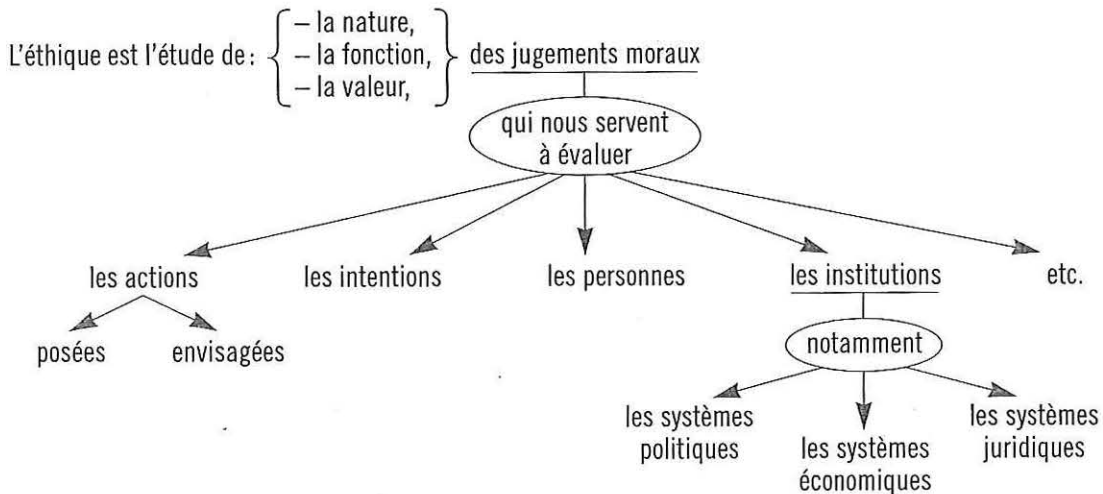 L'éthique est l'étude de :
– la nature,
– la fonction,
– la valeur,
des jugements moraux
qui nous servent
à évaluer
les actions
les intentions
les personnes
les institutions
etc.
posées
envisagées
notamment
les systèmes
politiques
les systèmes
économiques
les systèmes
juridiques